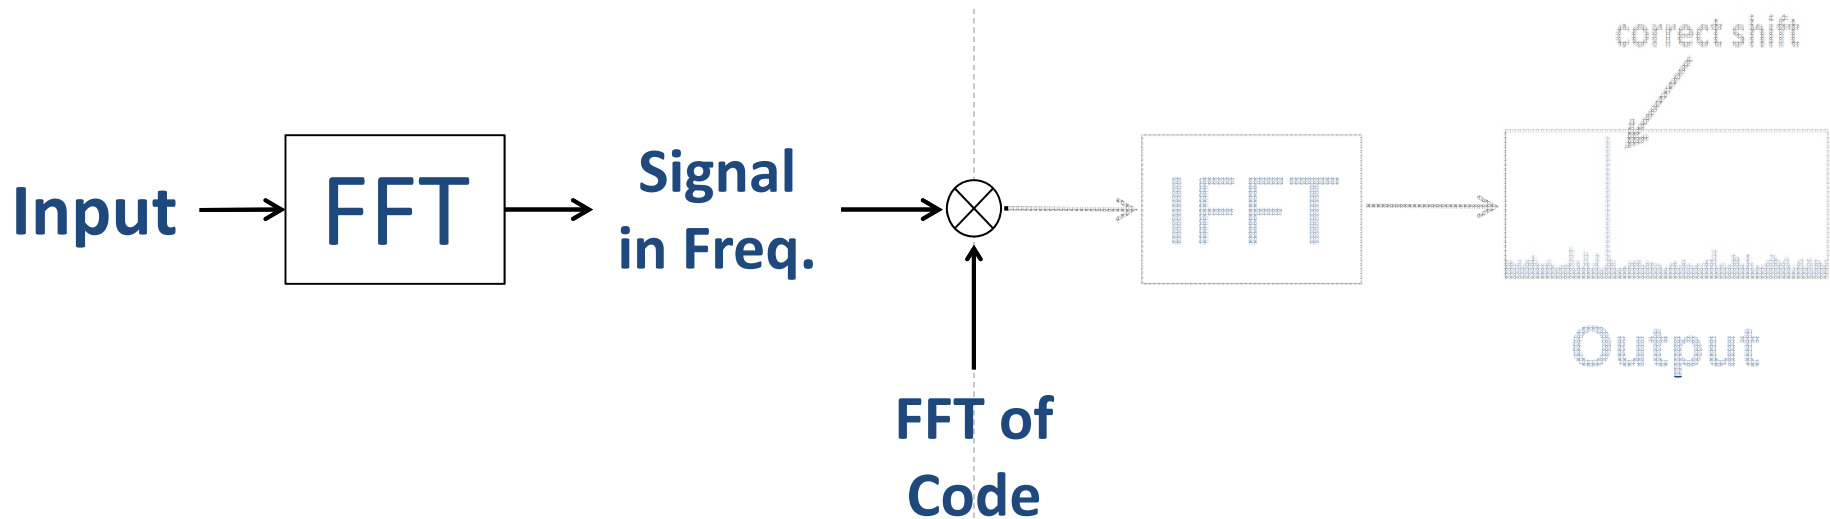 correct shift
Input
FFT
Signal
in Freq.
IFFT
Output
FFT of
Code